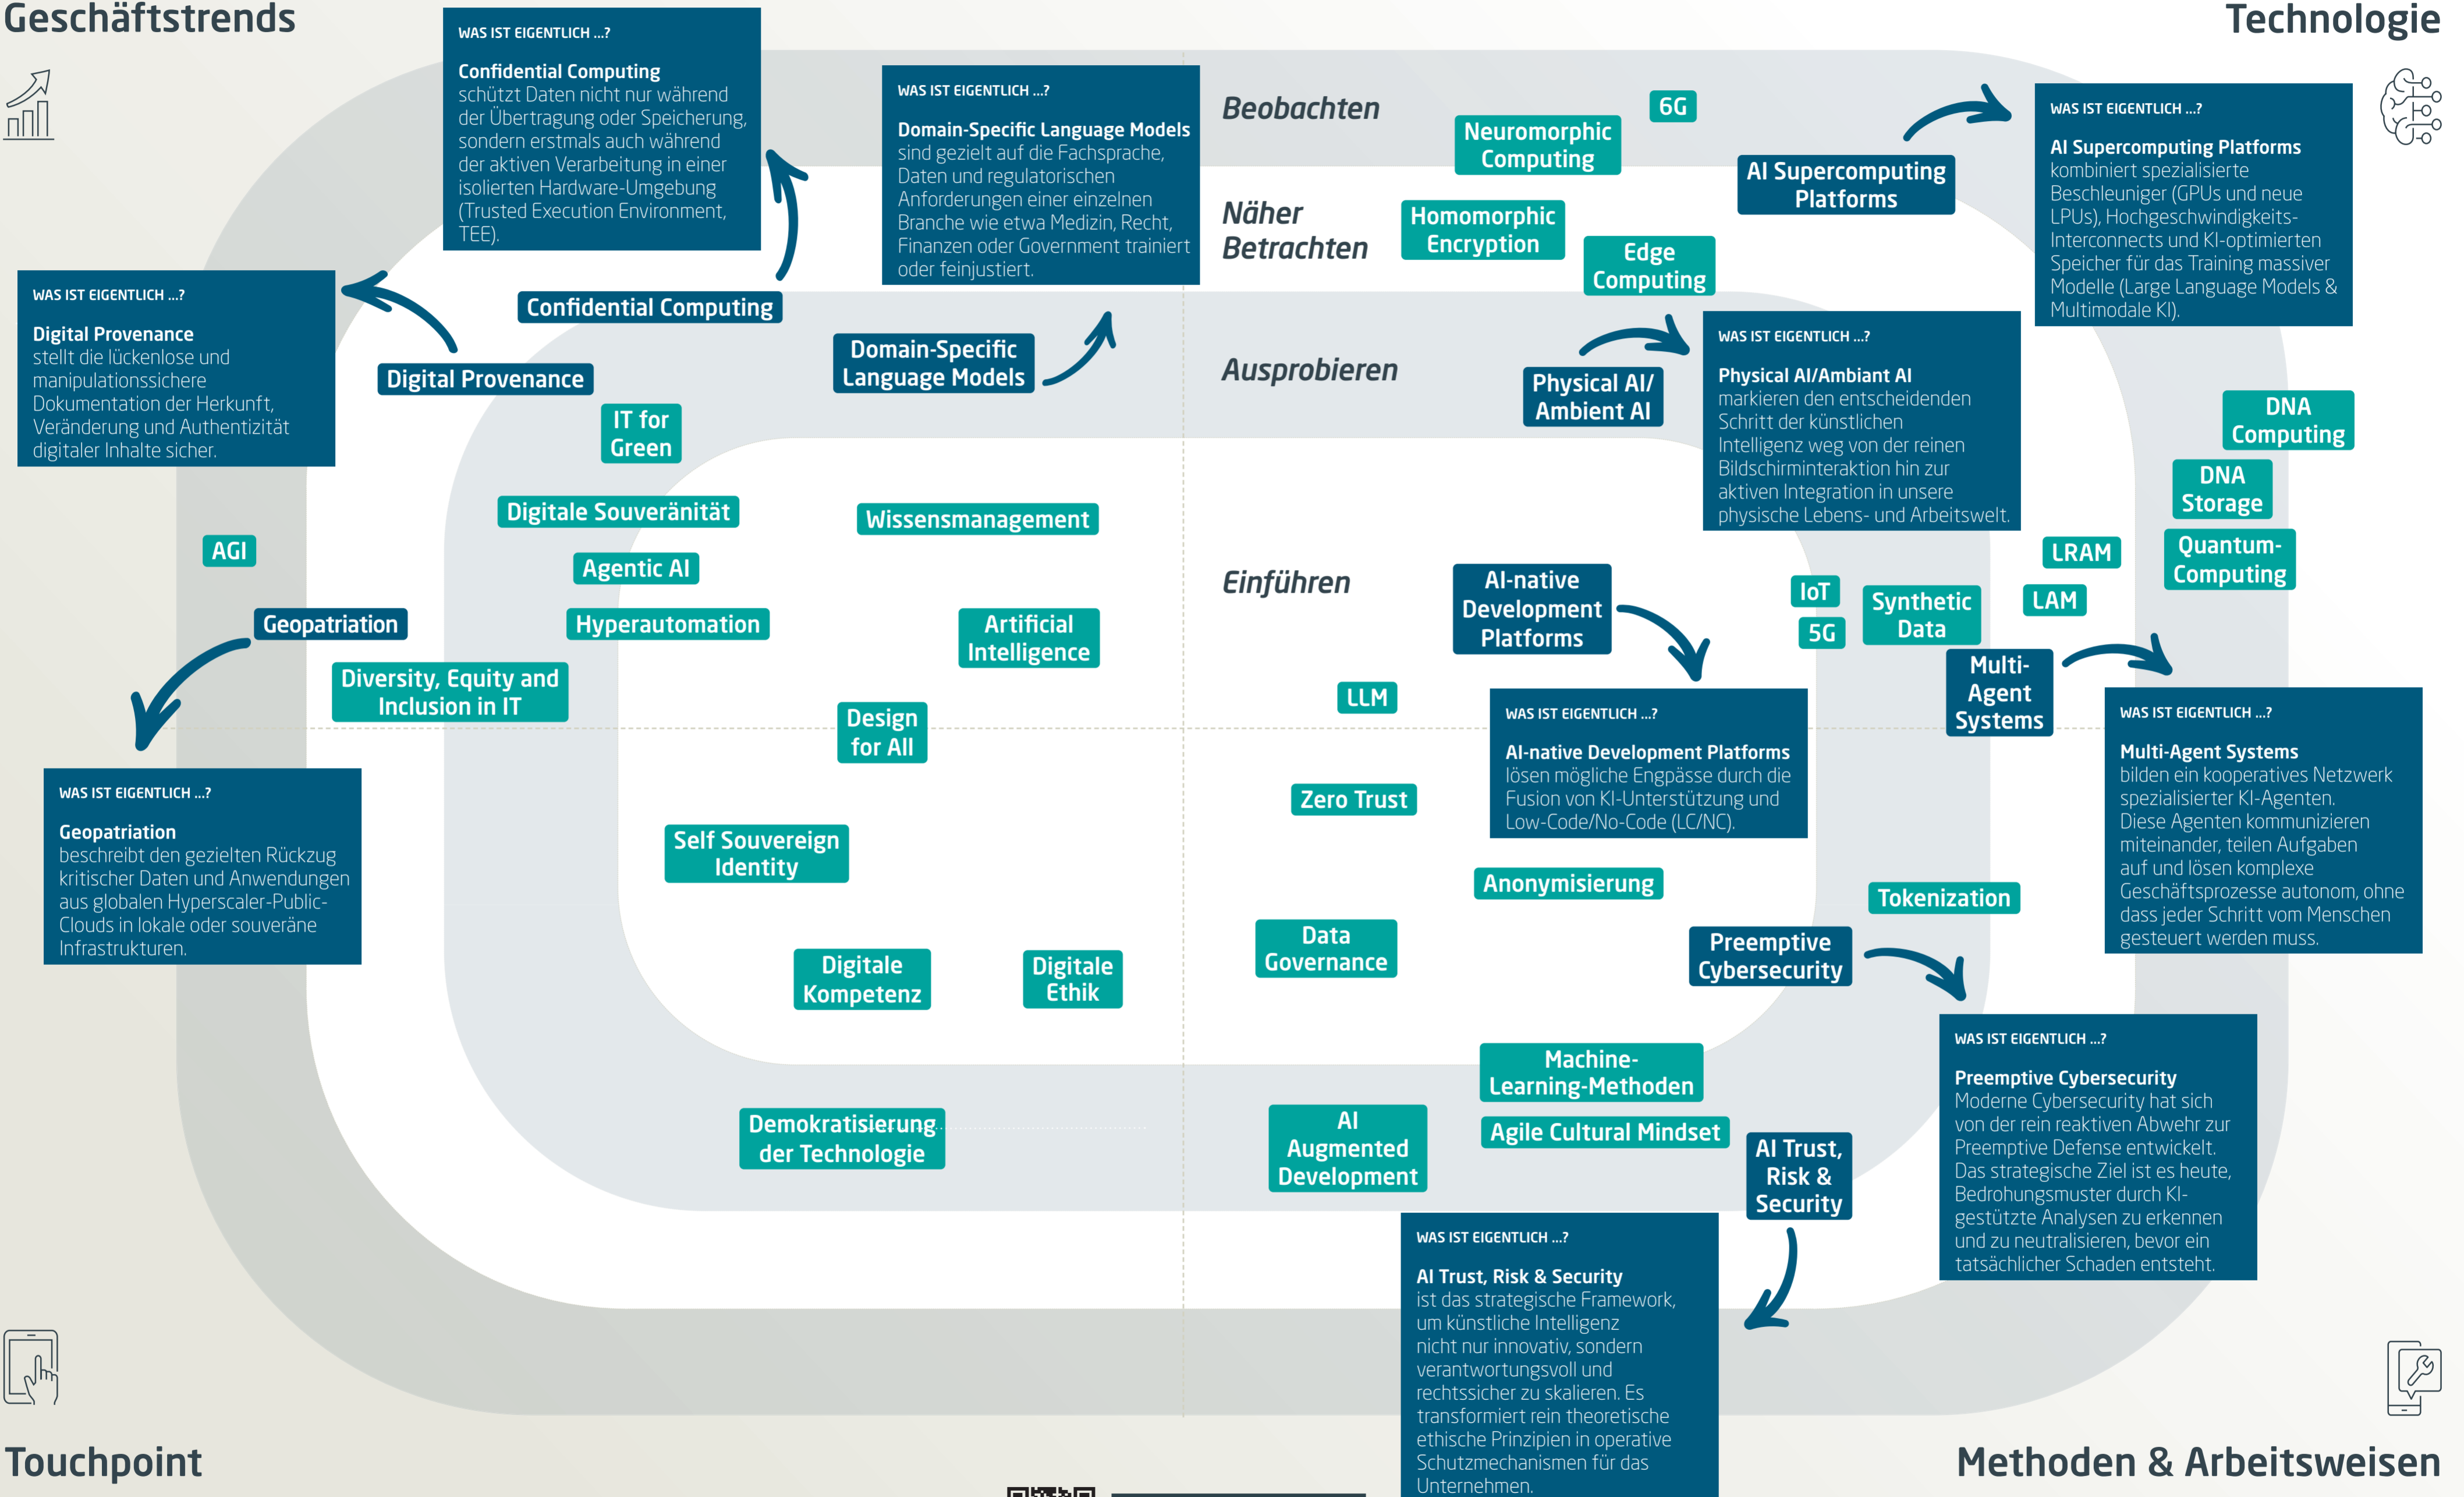 Geschäftstrends
Technologie
WAS IST EIGENTLICH ...?
Confidential Computing
schützt Daten nicht nur während
der Übertragung oder Speicherung,
sondern erstmals auch während
der aktiven Verarbeitung in einer
isolierten Hardware-Umgebung
(Trusted Execution Environment,
TEE).
WAS IST EIGENTLICH ...?
Domain-Specific Language Models
sind gezielt auf die Fachsprache,
Daten und regulatorischen
Anforderungen einer einzelnen
Branche wie etwa Medizin, Recht,
Finanzen oder Government trainiert
oder feinjustiert.
Beobachten
6G
Neuromorphic
Computing
AI Supercomputing
Platforms
WAS IST EIGENTLICH ...?
AI Supercomputing Platforms
kombiniert spezialisierte
Beschleuniger (GPUs und neue
LPUs), Hochgeschwindigkeits-
Interconnects und KI-optimierten
Speicher für das Training massiver
Modelle (Large Language Models &
Multimodale KI).
Näher
Betrachten
Homomorphic
Encryption
Edge
Computing
WAS IST EIGENTLICH ...?
Digital Provenance
stellt die lückenlose und
manipulationssichere
Dokumentation der Herkunft,
Veränderung und Authentizität
digitaler Inhalte sicher.
Confidential Computing
Digital Provenance
Domain-Specific
Language Models
Ausprobieren
Physical AI/
Ambient AI
WAS IST EIGENTLICH ...?
Physical AI/Ambiant AI
markieren den entscheidenden
Schritt der künstlichen
Intelligenz weg von der reinen
Bildschirminteraktion hin zur
aktiven Integration in unsere
physische Lebens- und Arbeitswelt.
IT for
Green
DNA
Computing
DNA
Storage
Quantum-
Computing
Digitale Souveränität
Wissensmanagement
AGI
Agentic AI
LRAM
LAM
Einführen
AI-native
Development
Platforms
IoT
5G
Synthetic
Data
Geopatriation
Hyperautomation
Artificial
Intelligence
Diversity, Equity and
Inclusion in IT
LLM
Multi-
Agent
Systems
Design
for All
WAS IST EIGENTLICH ...?
AI-native Development Platforms
lösen mögliche Engpässe durch die
Fusion von KI-Unterstützung und
Low-Code/No-Code (LC/NC).
WAS IST EIGENTLICH ...?
Multi-Agent Systems
bilden ein kooperatives Netzwerk
spezialisierter KI-Agenten.
Diese Agenten kommunizieren
miteinander, teilen Aufgaben
auf und lösen komplexe
Geschäftsprozesse autonom, ohne
dass jeder Schritt vom Menschen
gesteuert werden muss.
WAS IST EIGENTLICH ...?
Geopatriation
beschreibt den gezielten Rückzug
kritischer Daten und Anwendungen
aus globalen Hyperscaler-Public-
Clouds in lokale oder souveräne
Infrastrukturen.
Zero Trust
Self Souvereign
Identity
Anonymisierung
Tokenization
Data
Governance
Preemptive
Cybersecurity
Digitale
Kompetenz
Digitale
Ethik
WAS IST EIGENTLICH ...?
Preemptive Cybersecurity
Moderne Cybersecurity hat sich
von der rein reaktiven Abwehr zur
Preemptive Defense entwickelt.
Das strategische Ziel ist es heute,
Bedrohungsmuster durch KI-
gestützte Analysen zu erkennen
und zu neutralisieren, bevor ein
tatsächlicher Schaden entsteht.
Machine-
Learning-Methoden
Demokratisierung
der Technologie
AI
Augmented
Development
Agile Cultural Mindset
AI Trust,
Risk &
Security
WAS IST EIGENTLICH ...?
AI Trust, Risk & Security
ist das strategische Framework,
um künstliche Intelligenz
nicht nur innovativ, sondern
verantwortungsvoll und
rechtssicher zu skalieren. Es
transformiert rein theoretische
ethische Prinzipien in operative
Schutzmechanismen für das
Unternehmen.
Touchpoint
Methoden & Arbeitsweisen